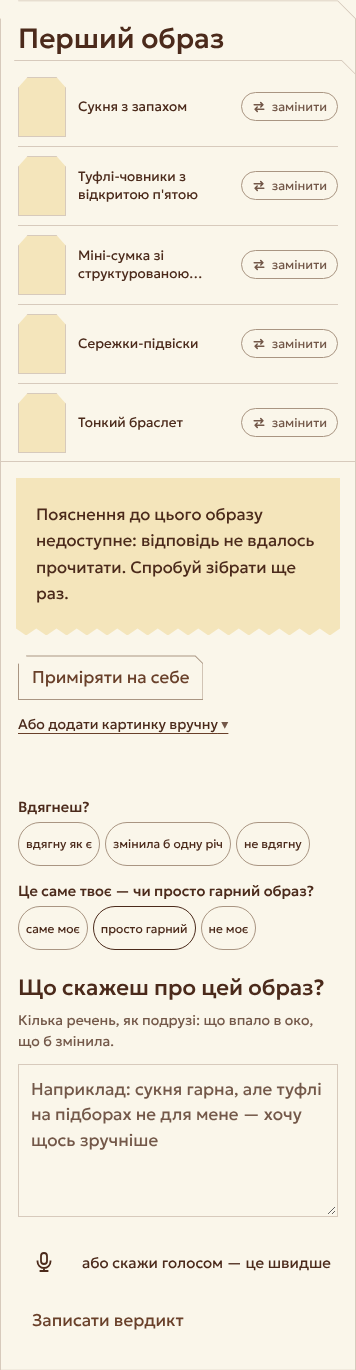 Перший образ
Сукня з запахом
замінити
Туфлі-човники з
відкритою п'ятою
замінити
Міні-сумка зі
структурованою...
замінити
Сережки-підвіски
замінити
Тонкий браслет
замінити
Пояснення до цього образу
недоступне: відповідь не вдалось
прочитати. Спробуй зібрати ще
раз.
Приміряти на себе
Або додати картинку вручну ▾
Вдягнеш?
вдягну як є
змінила б одну річ
не вдягну
Це саме твоє — чи просто гарний образ?
саме моє
просто гарний
не моє
Що скажеш про цей образ?
Кілька речень, як подрузі: що впало в око,
що б змінила.
Наприклад: сукня гарна, але туфлі
на підборах не для мене — хочу
щось зручніше
або скажи голосом — це швидше
Записати вердикт